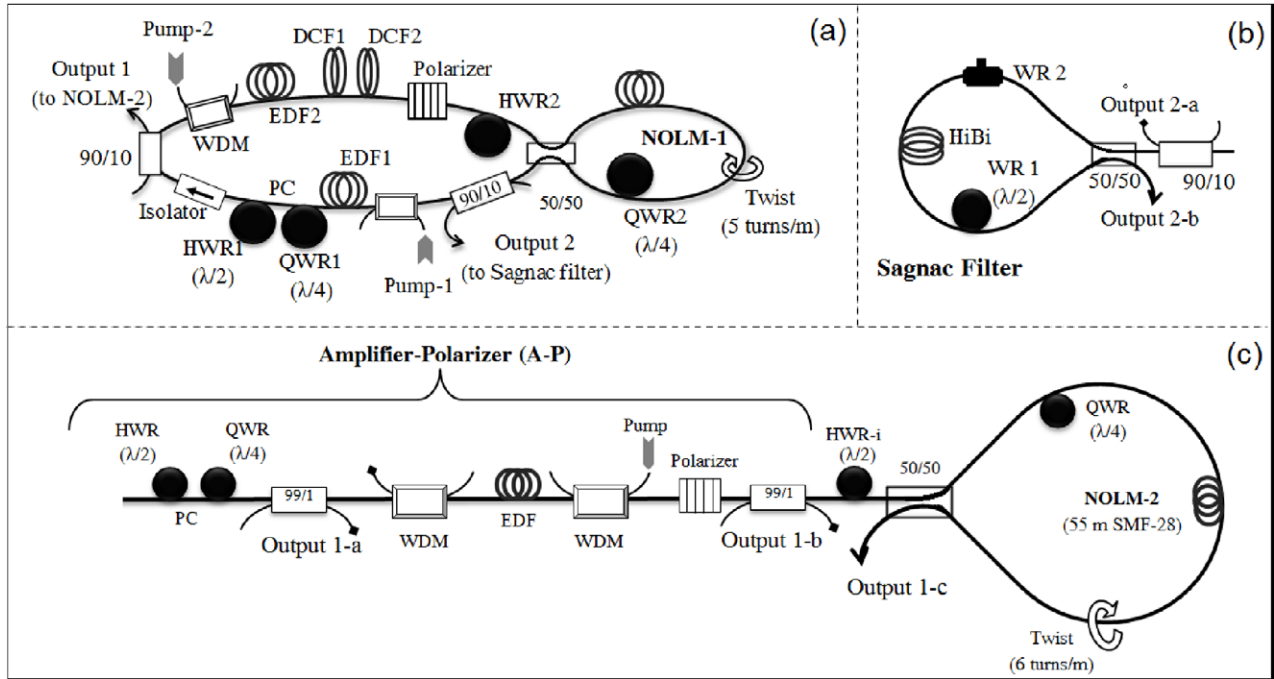 (a)
Pump-2
DCF1 DCF2
Output 1
(to NOLM-2)
Polarizer
HWR2
EDF2
WDM
NOLM-1
90/10
EDF1
PC
90/10
Isolator
50/50
QWR2
(λ/4)
Twist
(5 turns/m)
HWR1
(λ/2)
QWR1
(λ/4)
Output 2
(to Sagnac filter)
Pump-1
(b)
WR 2
Output 2-a
HiBi
WR 1
(λ/2)
50/50
90/10
Output 2-b
Sagnac Filter
(c)
Amplifier-Polarizer (A-P)
HWR
(λ/2)
QWR
(λ/4)
Pump
HWR-i
(λ/2)
QWR
(λ/4)
Polarizer
50/50
99/1
99/1
PC
EDF
NOLM-2
(55 m SMF-28)
Output 1-a
WDM
WDM
Output 1-b
Output 1-c
Twist
(6 turns/m)